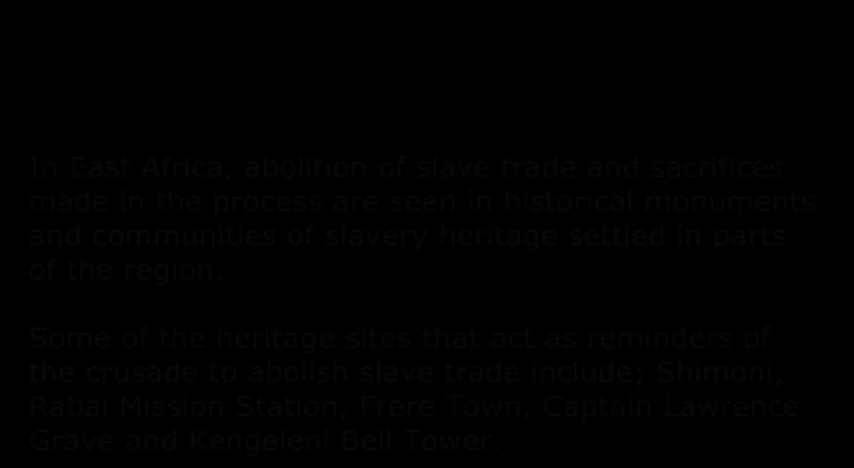 In East Africa, abolition of slave trade and sacrifices
made in the process are seen in historical monuments
and communities of slavery heritage settled in parts
of the region.
Some of the heritage sites that act as reminders of
the crusade to abolish slave trade include; Shimoni,
Rabai Mission Station, Frere Town, Captain Lawrence
Grave and Kengeleni Bell Tower.